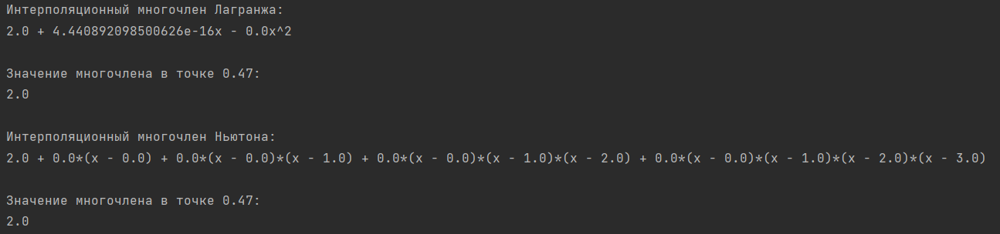 Интерполяционный многочлен Лагранжа:
2.0 + 4.440892098500626e-16x - 0.0x^2
Значение многочлена в точке 0.47:
2.0
Интерполяционный многочлен Ньютона:
2.0 + 0.0*(x - 0.0) + 0.0*(x - 0.0)*(x - 1.0) + 0.0*(x - 0.0)*(x - 1.0)*(x - 2.0) + 0.0*(x - 0.0)*(x - 1.0)*(x - 2.0)*(x - 3.0)
Значение многочлена в точке 0.47:
2.0